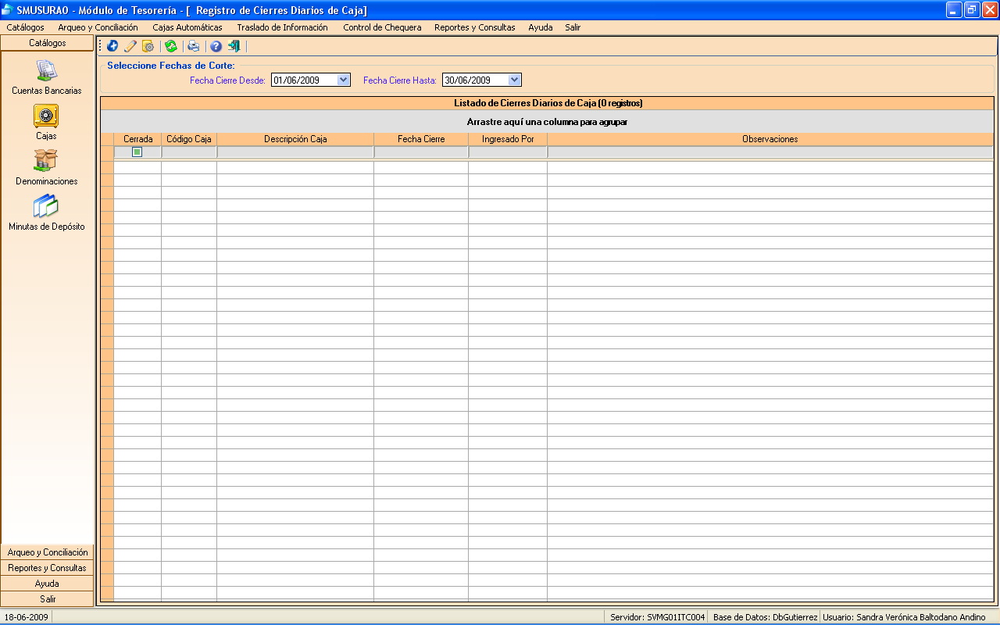 SMUSURA0 - Módulo de Tesorería - [  Registro de Cierres Diarios de Caja]
Catálogos Arqueo y Conciliación Cajas Automáticas Traslado de Información Control de Chequera Reportes y Consultas Ayuda Salir
Catálogos
Cuentas Bancarias
Cajas
Denominaciones
Minutas de Depósito
Arqueo y Conciliación
Reportes y Consultas
Ayuda
Salir
Seleccione Fechas de Corte:
Fecha Cierre Desde: 01/06/2009 Fecha Cierre Hasta: 30/06/2009
Listado de Cierres Diarios de Caja (0 registros)
Arrastre aquí una columna para agrupar
Cerrada Código Caja Descripción Caja Fecha Cierre Ingresado Por Observaciones
18-06-2009 Servidor: SVMG01ITC004 Base de Datos: DbGutierrez Usuario: Sandra Verónica Baltodano Andino